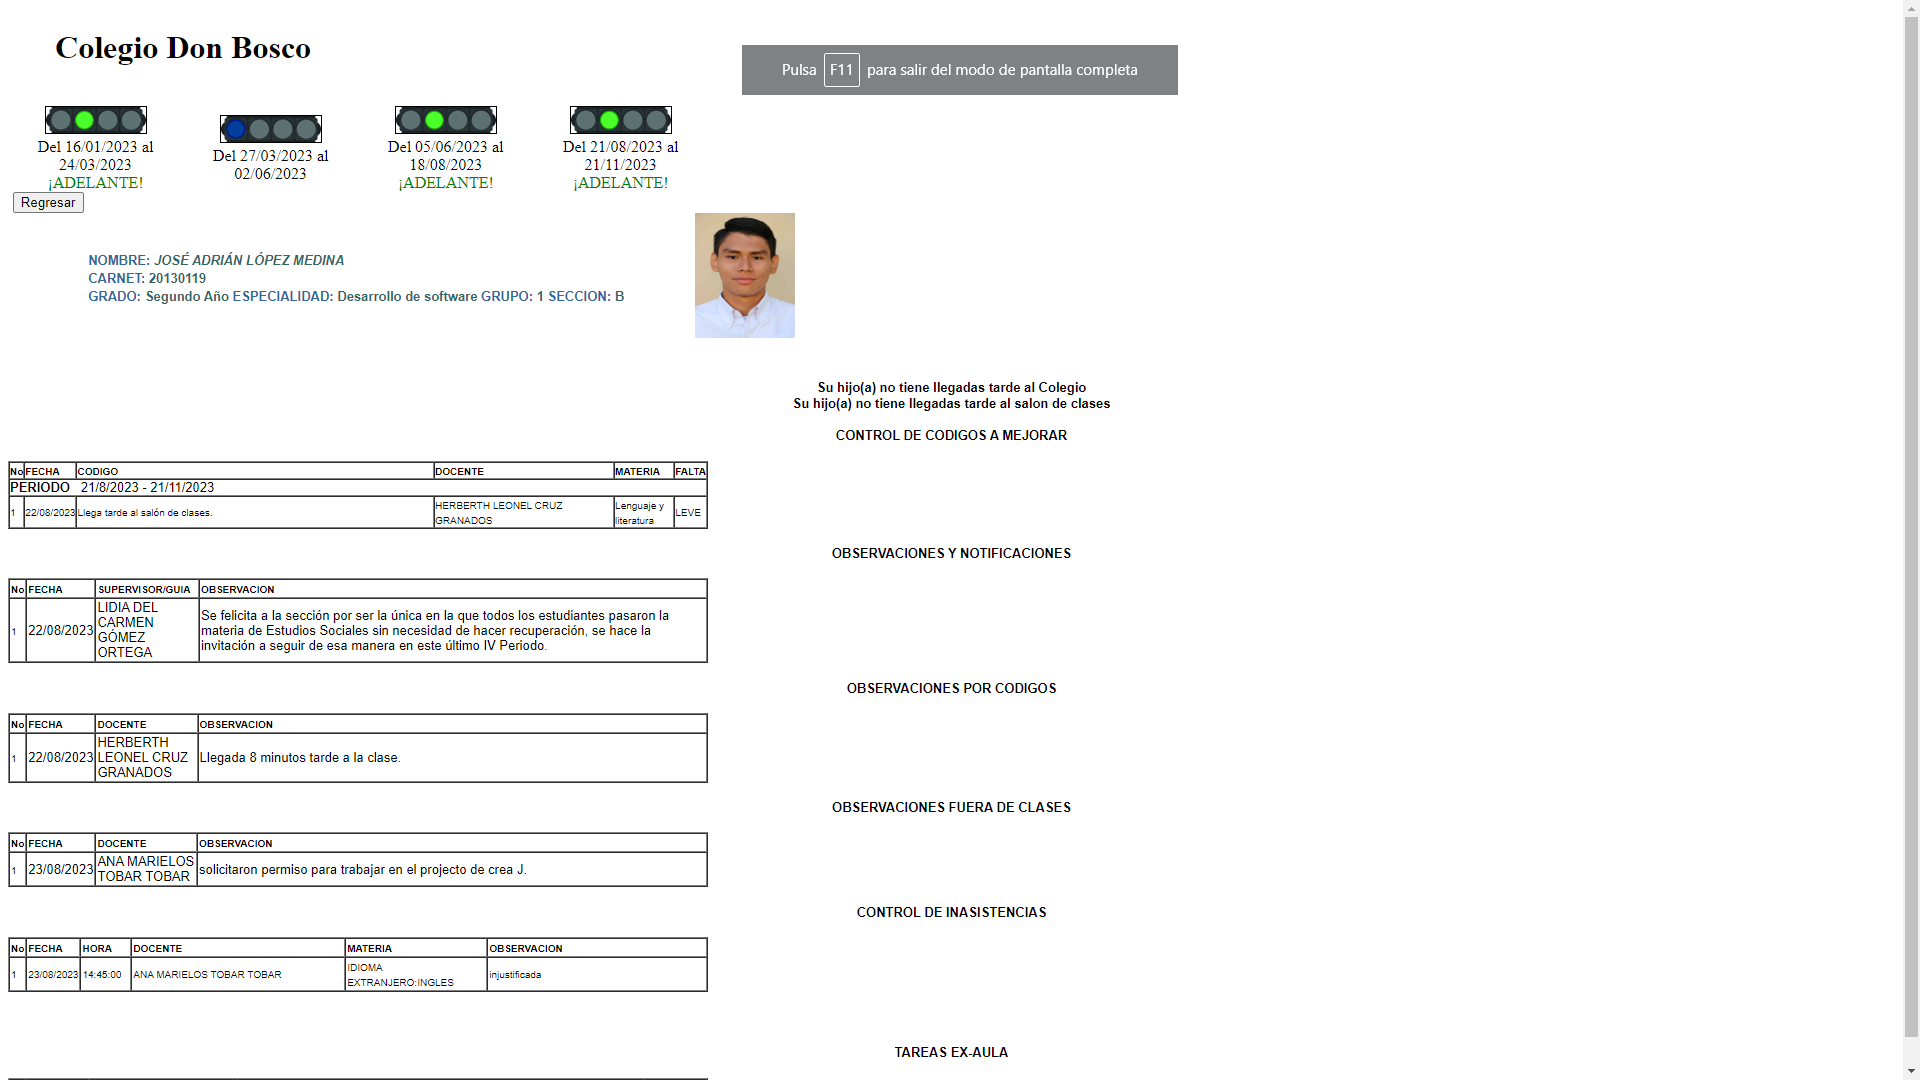 Colegio Don Bosco
Pulsa F11 para salir del modo de pantalla completa
Del 16/01/2023 al
24/03/2023
¡ADELANTE!
Del 27/03/2023 al
02/06/2023
Del 05/06/2023 al
18/08/2023
¡ADELANTE!
Del 21/08/2023 al
21/11/2023
¡ADELANTE!
Regresar
NOMBRE: JOSÉ ADRIÁN LÓPEZ MEDINA
CARNET: 20130119
GRADO: Segundo Año ESPECIALIDAD: Desarrollo de software GRUPO: 1 SECCION: B
Su hijo(a) no tiene llegadas tarde al Colegio
Su hijo(a) no tiene llegadas tarde al salon de clases
CONTROL DE CODIGOS A MEJORAR
No FECHA CODIGO DOCENTE MATERIA FALTA
PERIODO 21/8/2023 - 21/11/2023
1 22/08/2023 Llega tarde al salón de clases. HERBERTH LEONEL CRUZ GRANADOS Lenguaje y literatura LEVE
OBSERVACIONES Y NOTIFICACIONES
No FECHA SUPERVISOR/GUIA OBSERVACION
1 22/08/2023
LIDIA DEL
CARMEN
GÓMEZ
ORTEGA
Se felicita a la sección por ser la única en la que todos los estudiantes pasaron la
materia de Estudios Sociales sin necesidad de hacer recuperación, se hace la
invitación a seguir de esa manera en este último IV Periodo.
OBSERVACIONES POR CODIGOS
No FECHA DOCENTE OBSERVACION
1 22/08/2023
HERBERTH
LEONEL CRUZ
GRANADOS
Llegada 8 minutos tarde a la clase.
OBSERVACIONES FUERA DE CLASES
No FECHA DOCENTE OBSERVACION
1 23/08/2023
ANA MARIELOS
TOBAR TOBAR
solicitaron permiso para trabajar en el projecto de crea J.
CONTROL DE INASISTENCIAS
No FECHA HORA DOCENTE MATERIA OBSERVACION
1 23/08/2023 14:45:00 ANA MARIELOS TOBAR TOBAR
IDIOMA
EXTRANJERO:INGLES
injustificada
TAREAS EX-AULA